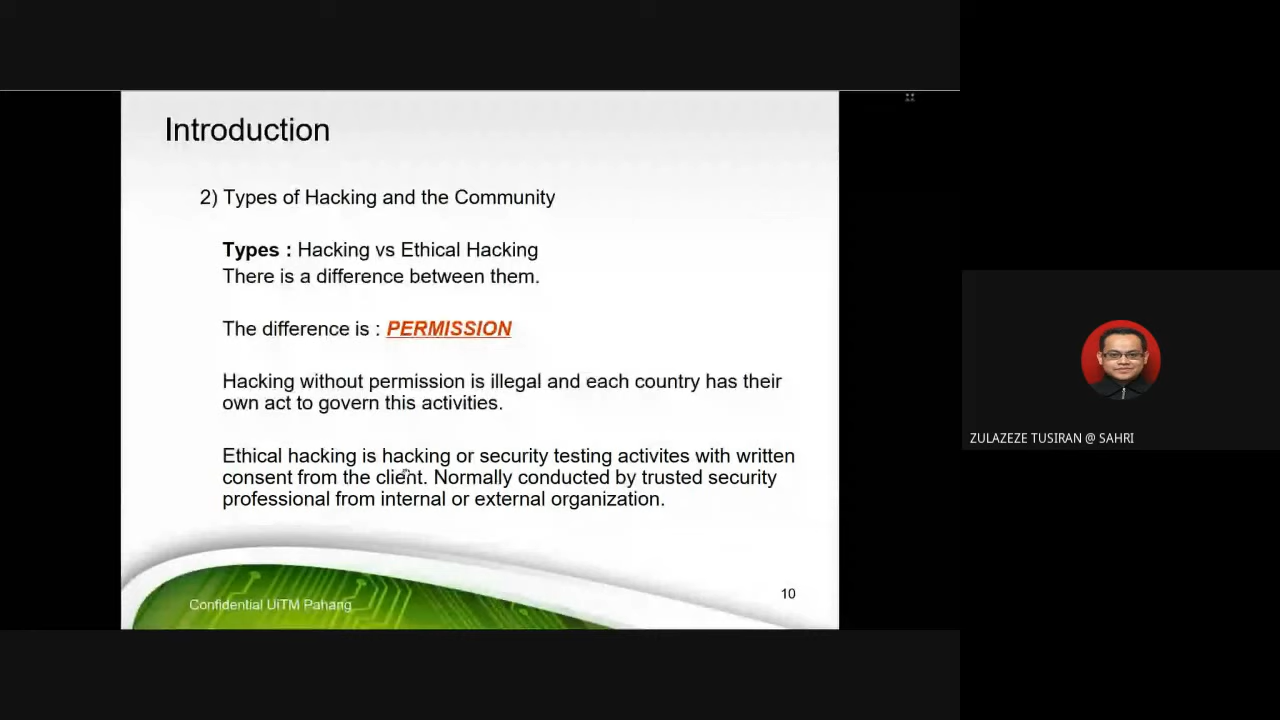 Introduction
2) Types of Hacking and the Community
Types : Hacking vs Ethical Hacking
There is a difference between them.
The difference is : PERMISSION
Hacking without permission is illegal and each country has their
own act to govern this activities.
Ethical hacking is hacking or security testing activites with written
consent from the client. Normally conducted by trusted security
professional from internal or external organization.
Confidential UiTM Pahang
10
ZULAZEZE TUSIRAN @ SAHRI